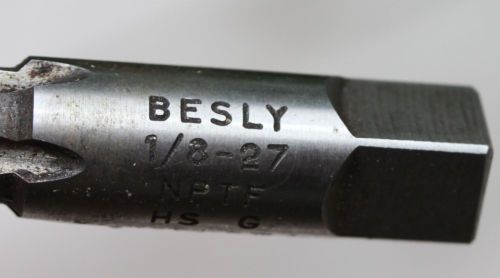 BESLY
1/8-27
NPTF
HS G